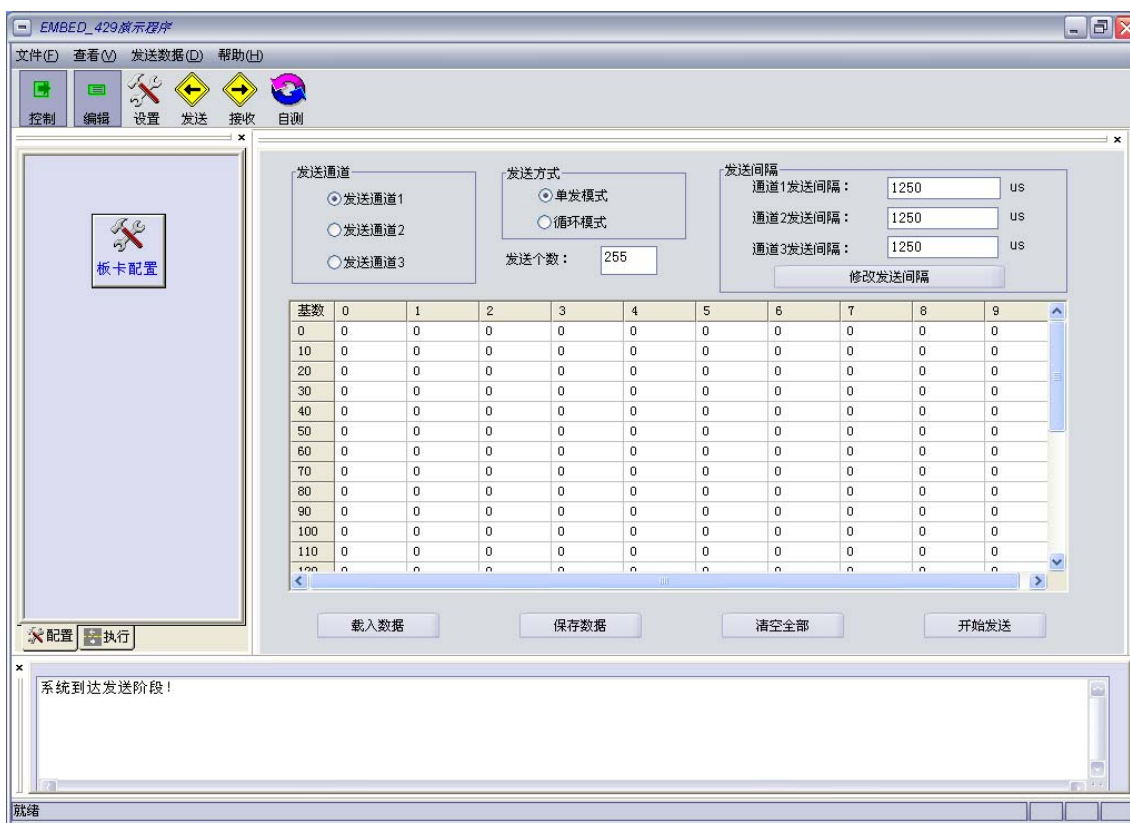 EMBED_429演示程序
文件(F) 查看(V) 发送数据(D) 帮助(H)
控制 编辑 设置 发送 接收 自测
板卡配置
配置 执行
发送通道
发送通道1
发送通道2
发送通道3
发送方式
单发模式
循环模式
发送个数: 255
发送间隔
通道1发送间隔: 1250 us
通道2发送间隔: 1250 us
通道3发送间隔: 1250 us
修改发送间隔
基数 0 1 2 3 4 5 6 7 8 9
0 0 0 0 0 0 0 0 0 0 0
10 0 0 0 0 0 0 0 0 0 0
20 0 0 0 0 0 0 0 0 0 0
30 0 0 0 0 0 0 0 0 0 0
40 0 0 0 0 0 0 0 0 0 0
50 0 0 0 0 0 0 0 0 0 0
60 0 0 0 0 0 0 0 0 0 0
70 0 0 0 0 0 0 0 0 0 0
80 0 0 0 0 0 0 0 0 0 0
90 0 0 0 0 0 0 0 0 0 0
100 0 0 0 0 0 0 0 0 0 0
110 0 0 0 0 0 0 0 0 0 0
120 0 0 0 0 0 0 0 0 0 0
载入数据 保存数据 清空全部 开始发送
系统到达发送阶段!
就绪